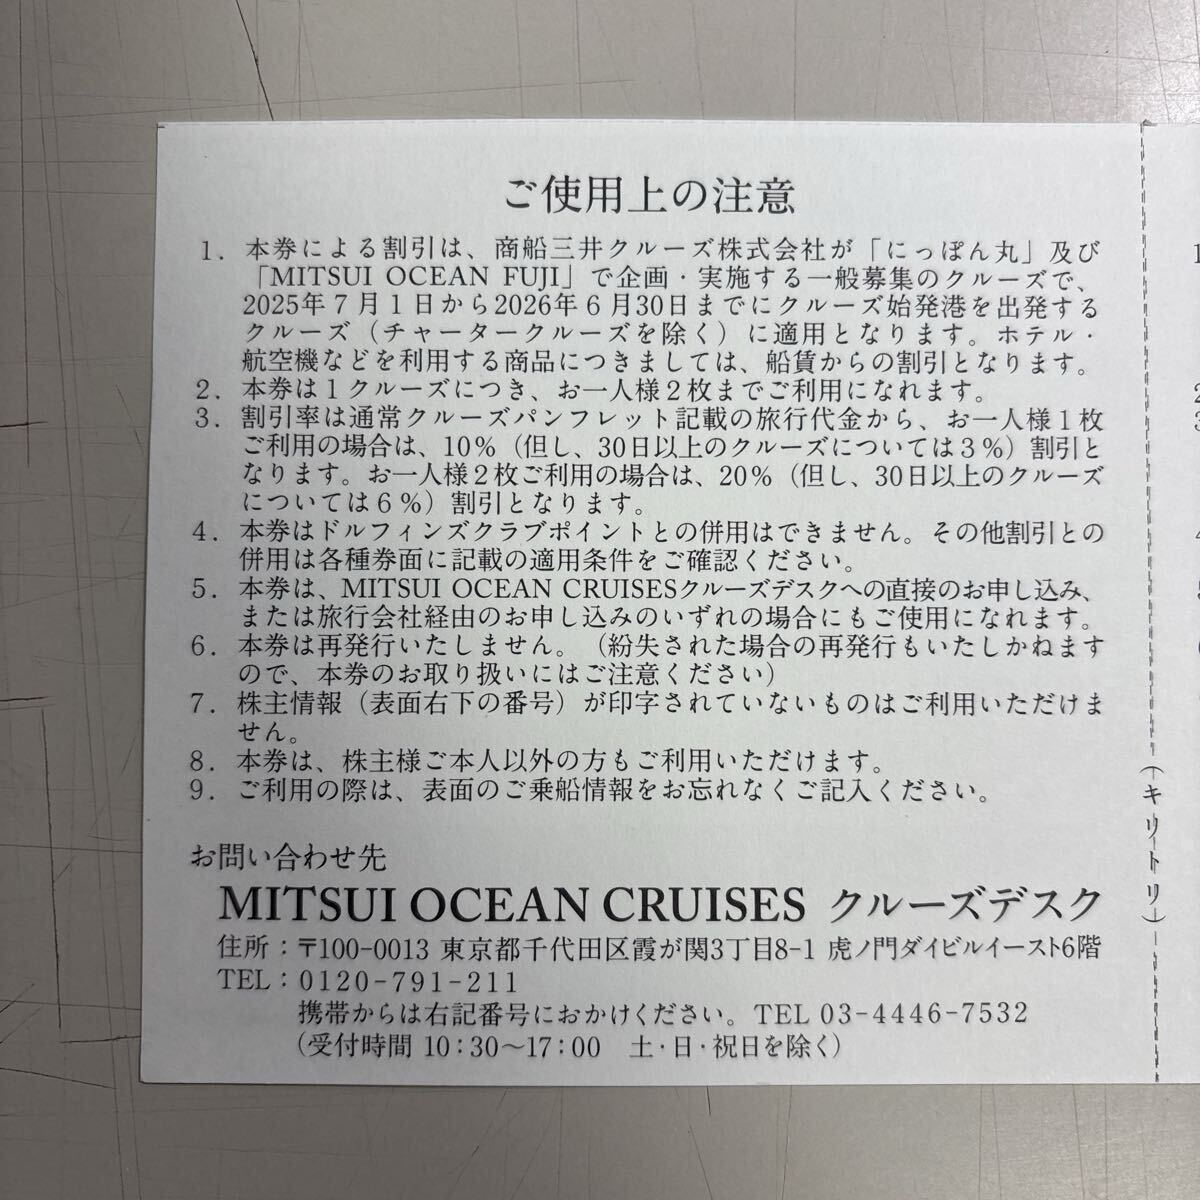 ご使用上の注意
1. 本券による割引は、商船三井クルーズ株式会社が「にっぽん丸」及び
「MITSUI OCEAN FUJI」で企画・実施する一般募集のクルーズで、
2025年7月1日から2026年6月30日までにクルーズ始発港を出発する
クルーズ（チャータークルーズを除く）に適用となります。ホテル・
航空機などを利用する商品につきましては、船賃からの割引となります。
2. 本券は1クルーズにつき、お一人様2枚までご利用になれます。
3. 割引率は通常クルーズパンフレット記載の旅行代金から、お一人様1枚
ご利用の場合は、10%（但し、30日以上のクルーズについては3%）割引と
なります。お一人様2枚ご利用の場合は、20%（但し、30日以上のクルーズ
については6%）割引となります。
4. 本券はドルフィンズクラブポイントとの併用はできません。その他割引との
併用は各種券面に記載の適用条件をご確認ください。
5. 本券は、MITSUI OCEAN CRUISESクルーズデスクへの直接のお申し込み、
または旅行会社経由のお申し込みのいずれの場合にもご使用になれます。
6. 本券は再発行いたしません。（紛失された場合の再発行もいたしかねます
ので、本券のお取り扱いにはご注意ください）
7. 株主情報（表面右下の番号）が印字されていないものはご利用いただけま
せん。
8. 本券は、株主様ご本人以外の方もご利用いただけます。
9. ご利用の際は、表面のご乗船情報をお忘れなくご記入ください。
お問い合わせ先
MITSUI OCEAN CRUISES クルーズデスク
住所：〒100-0013 東京都千代田区霞が関3丁目8-1 虎ノ門ダイビルイースト6階
TEL：0120-791-211
携帯からは右記番号におかけください。TEL 03-4446-7532
（受付時間 10：30～17：00　土・日・祝日を除く）
（キリトリ）